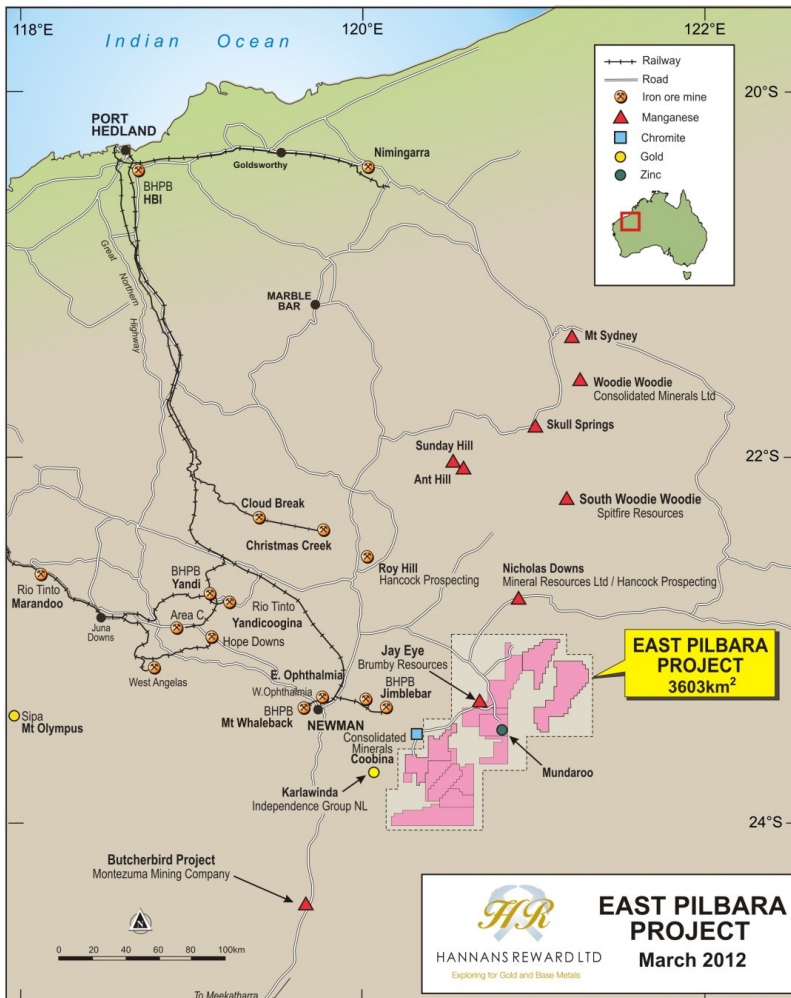 118°E
120°E
122°E
Indian Ocean
20°S
Railway
Road
Iron ore mine
Manganese
Chromite
Gold
Zinc
PORT
HEDLAND
BHPB
HBI
Goldsworthy
Nimingarra
Great Northern Highway
MARBLE
BAR
Mt Sydney
Woodie Woodie
Consolidated Minerals Ltd
Skull Springs
Sunday Hill
Ant Hill
22°S
South Woodie Woodie
Spitfire Resources
Cloud Break
Christmas Creek
Roy Hill
Hancock Prospecting
Nicholas Downs
Mineral Resources Ltd / Hancock Prospecting
Rio Tinto
Marandoo
BHPB
Yandi
Rio Tinto
Yandicoogina
Area C
Juna
Downs
Hope Downs
West Angelas
Jay Eye
Brumby Resources
EAST PILBARA
PROJECT
3603km²
E. Ophthalmia
W.Ophthalmia
BHPB
Jimblebar
BHPB
Mt Whaleback
NEWMAN
Sipa
Mt Olympus
Consolidated
Minerals
Coobina
Mundaroo
Karlawinda
Independence Group NL
24°S
Butcherbird Project
Montezuma Mining Company
N
0 20 40 60 80 100km
To Meekatharra
HR
HANNANS REWARD LTD
Exploring for Gold and Base Metals
EAST PILBARA
PROJECT
March 2012